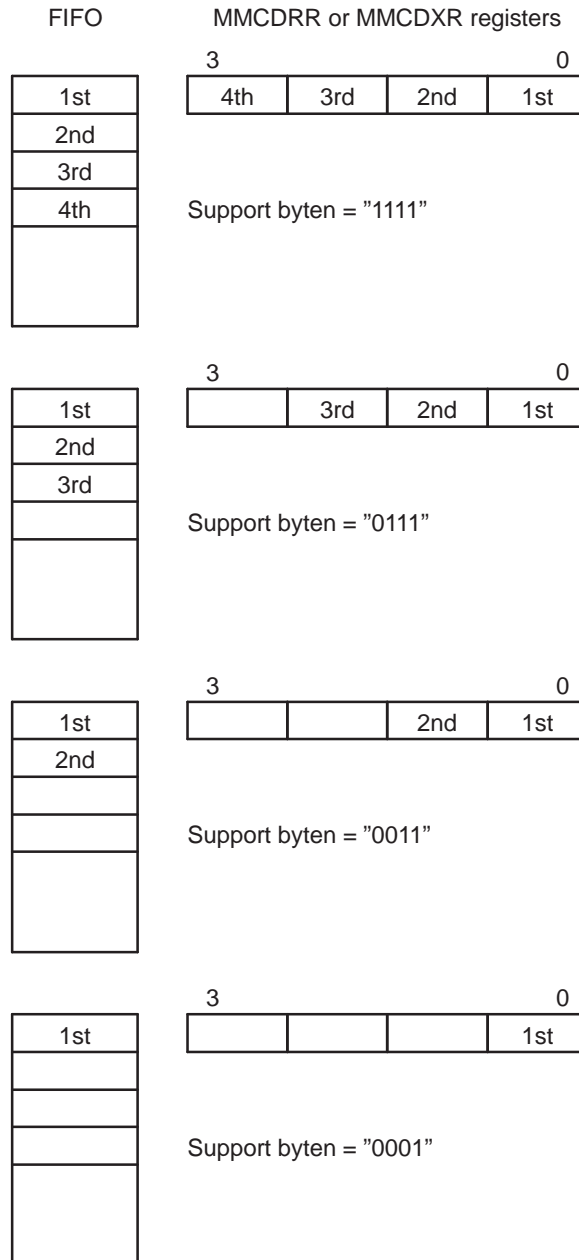 FIFO MMCDRR or MMCDXR registers
3 0
1st 4th 3rd 2nd 1st
2nd
3rd
4th Support byten = ”1111”
3 0
1st 3rd 2nd 1st
2nd
3rd
Support byten = ”0111”
3 0
1st 2nd 1st
2nd
Support byten = ”0011”
3 0
1st 1st
Support byten = ”0001”